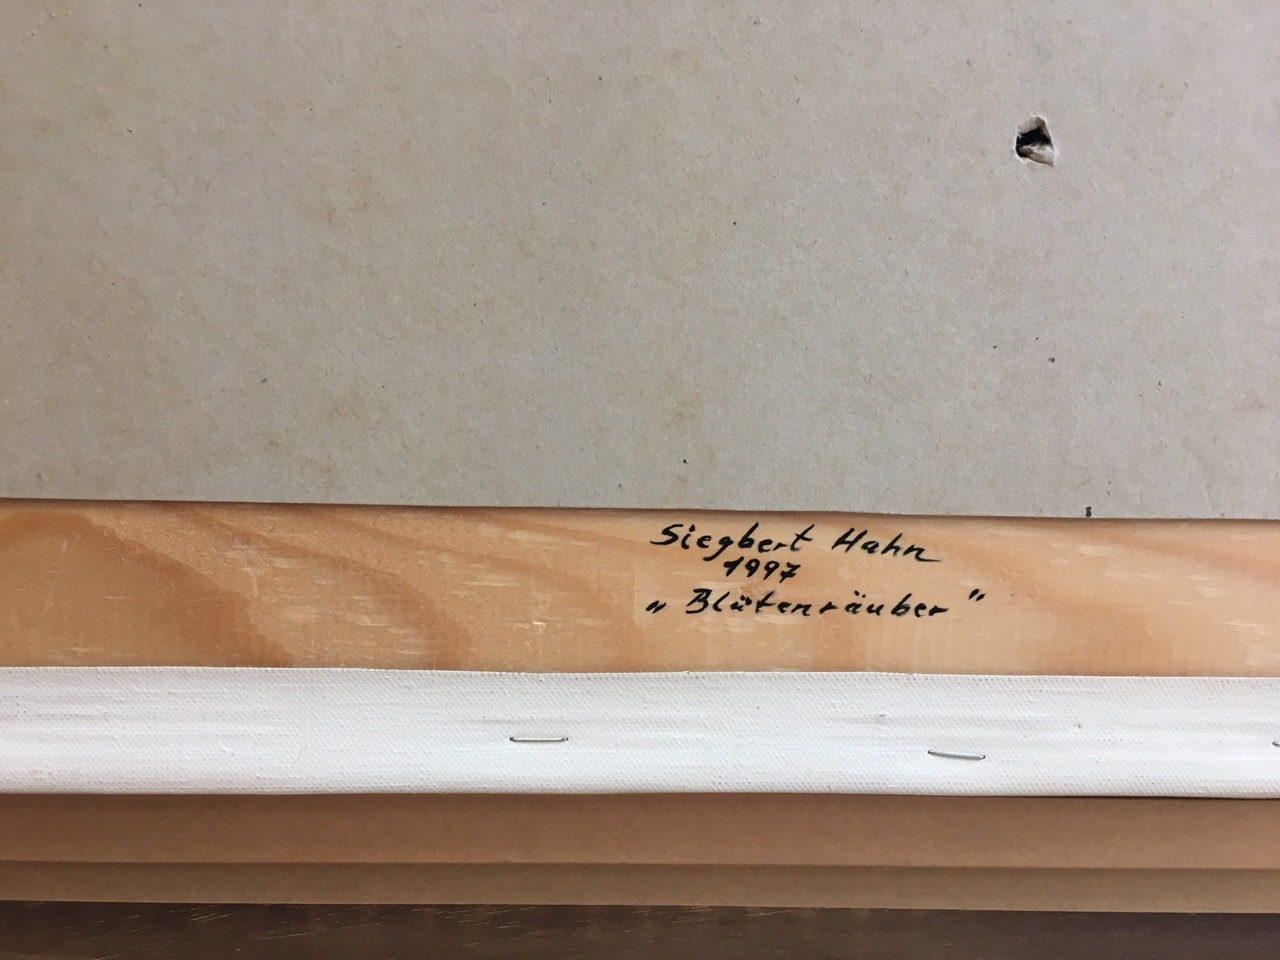 Siegbert Hahn
1997
„Blütenräuber"